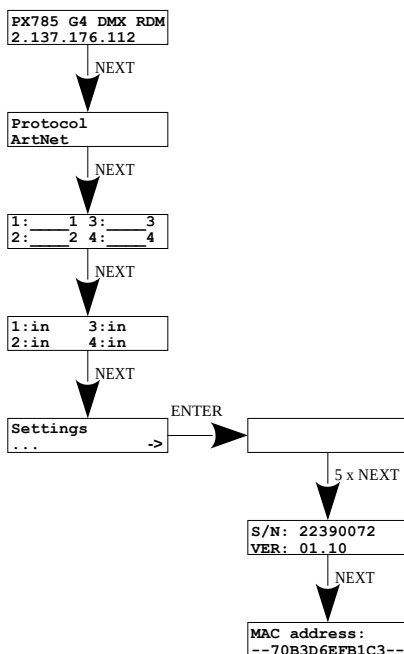 PX785 G4 DMX RDM
2.137.176.112
NEXT
Protocol
ArtNet
NEXT
1:____1 3:____3
2:____2 4:____4
NEXT
1:in 3:in
2:in 4:in
NEXT
Settings
... ->
ENTER
5 x NEXT
S/N: 22390072
VER: 01.10
NEXT
MAC address:
--70B3D6EFB1C3--